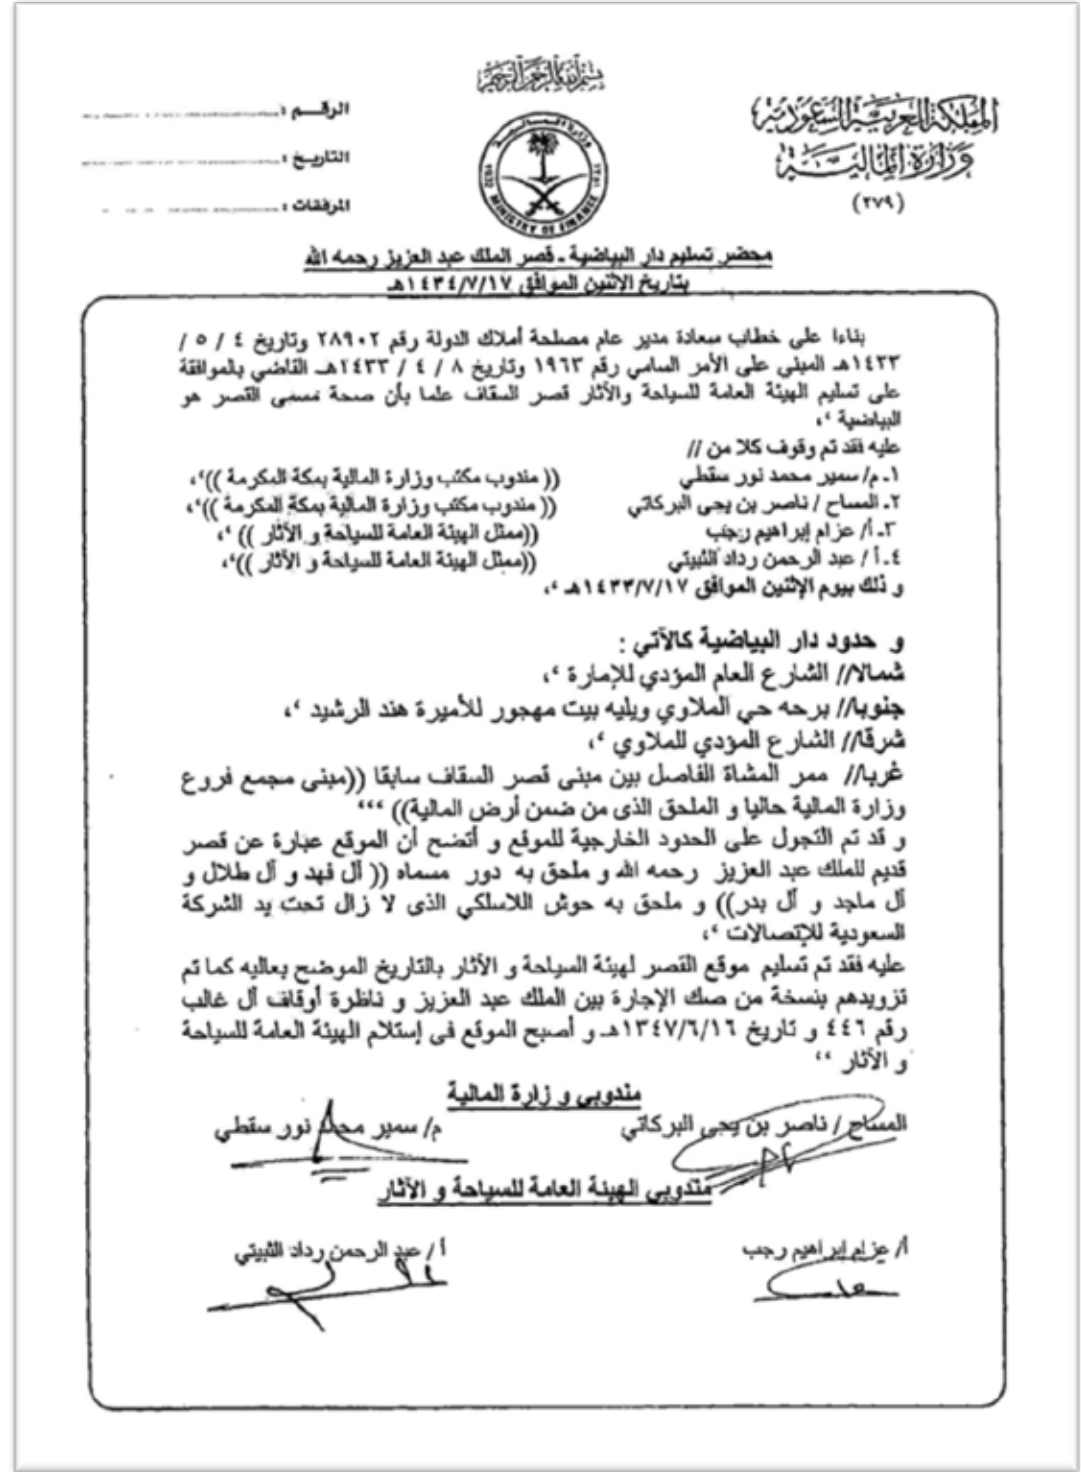 بسم الله الرحمن الرحيم
المملكة العربية السعودية
وزارة المالية
(٢٧٩)
وزارة المالية
1932
١٣٥١
MINISTRY OF FINANCE
الرقـــم :
التاريـخ :
المرفقات :
محضر تسليم دار البياضية - قصر الملك عبد العزيز رحمه الله
بتاريخ الإثنين الموافق ١٤٣٤/٧/١٧هـ
بناءا على خطاب سعادة مدير عام مصلحة أملاك الدولة رقم ٢٨٩٠٢ وتاريخ ٤ / ٥ /
١٤٣٣هـ المبني على الأمر السامي رقم ١٩٦٣ وتاريخ ٨ / ٤ / ١٤٣٣هـ القاضي بالموافقة
على تسليم الهيئة العامة للسياحة والآثار قصر السقاف علما بأن صحة مسمى القصر هو
البياضية ‘،
عليه فقد تم وقوف كلا من //
١- م/ سمير محمد نور سقطي (( مندوب مكتب وزارة المالية بمكة المكرمة ))‘،
٢- المساح / ناصر بن يحي البركاتي (( مندوب مكتب وزارة المالية بمكة المكرمة ))‘،
٣- أ/ عزام إبراهيم رجب ((ممثل الهيئة العامة للسياحة و الآثار )) ‘،
٤- أ / عبد الرحمن رداد الثبيتي ((ممثل الهيئة العامة للسياحة و الآثار ))‘،
و ذلك بيوم الإثنين الموافق ١٤٣٣/٧/١٧هـ ‘،
و حدود دار البياضية كالآتي :
شمالا// الشارع العام المؤدي للإمارة ‘،
جنوبا// برحه حي الملاوي ويليه بيت مهجور للأميرة هند الرشيد ‘،
شرقا// الشارع المؤدي للملاوي ‘،
غربا// ممر المشاة الفاصل بين مبنى قصر السقاف سابقا ((مبنى مجمع فروع
وزارة المالية حاليا و الملحق الذى من ضمن أرض المالية)) ‘‘‘
و قد تم التجول على الحدود الخارجية للموقع و أتضح أن الموقع عبارة عن قصر
قديم للملك عبد العزيز رحمه الله و ملحق به دور مسماه (( آل فهد و آل طلال و
آل ماجد و آل بدر)) و ملحق به حوش اللاسلكي الذى لا زال تحت يد الشركة
السعودية للإتصالات ‘،
عليه فقد تم تسليم موقع القصر لهيئة السياحة و الآثار بالتاريخ الموضح بعاليه كما تم
تزويدهم بنسخة من صك الإجارة بين الملك عبد العزيز و ناظرة أوقاف آل غالب
رقم ٤٤٦ و تاريخ ١٣٤٧/٦/١٦هـ و أصبح الموقع فى إستلام الهيئة العامة للسياحة
و الآثار ‘‘
مندوبي و زارة المالية
المساح / ناصر بن يحي البركاتي م/ سمير محمد نور سقطي
مندوبي الهيئة العامة للسياحة و الآثار
أ/ عزام إبراهيم رجب أ / عبد الرحمن رداد الثبيتي